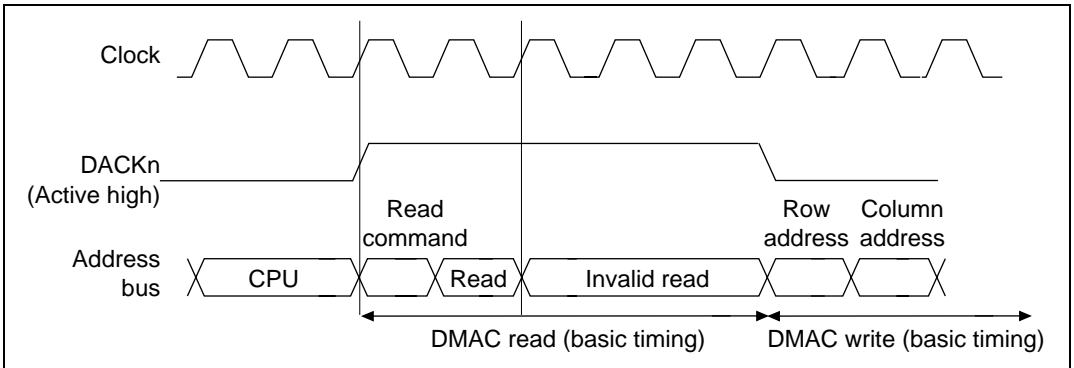 Clock
DACKn
(Active high)
Read
command
Row
address
Column
address
Address
bus
CPU
Read
Invalid read
DMAC read (basic timing)
DMAC write (basic timing)